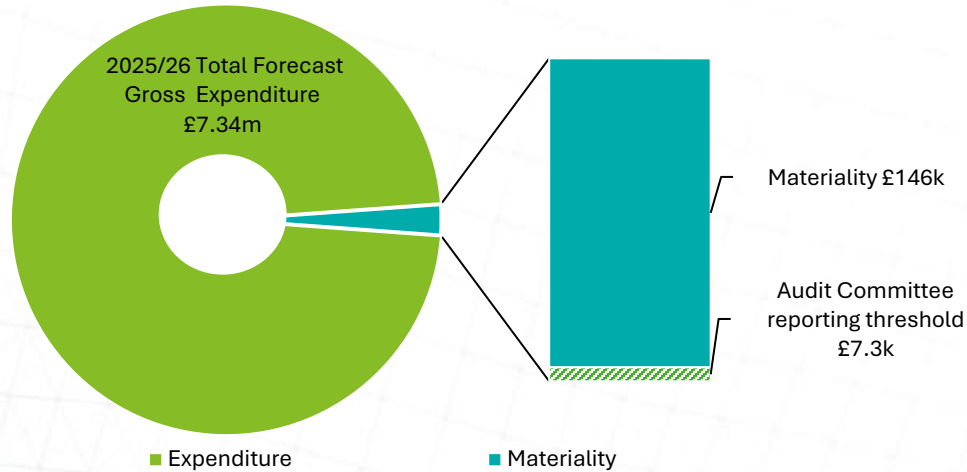 2025/26 Total Forecast
Gross Expenditure
£7.34m
Materiality £146k
Audit Committee
reporting threshold
£7.3k
Expenditure
Materiality